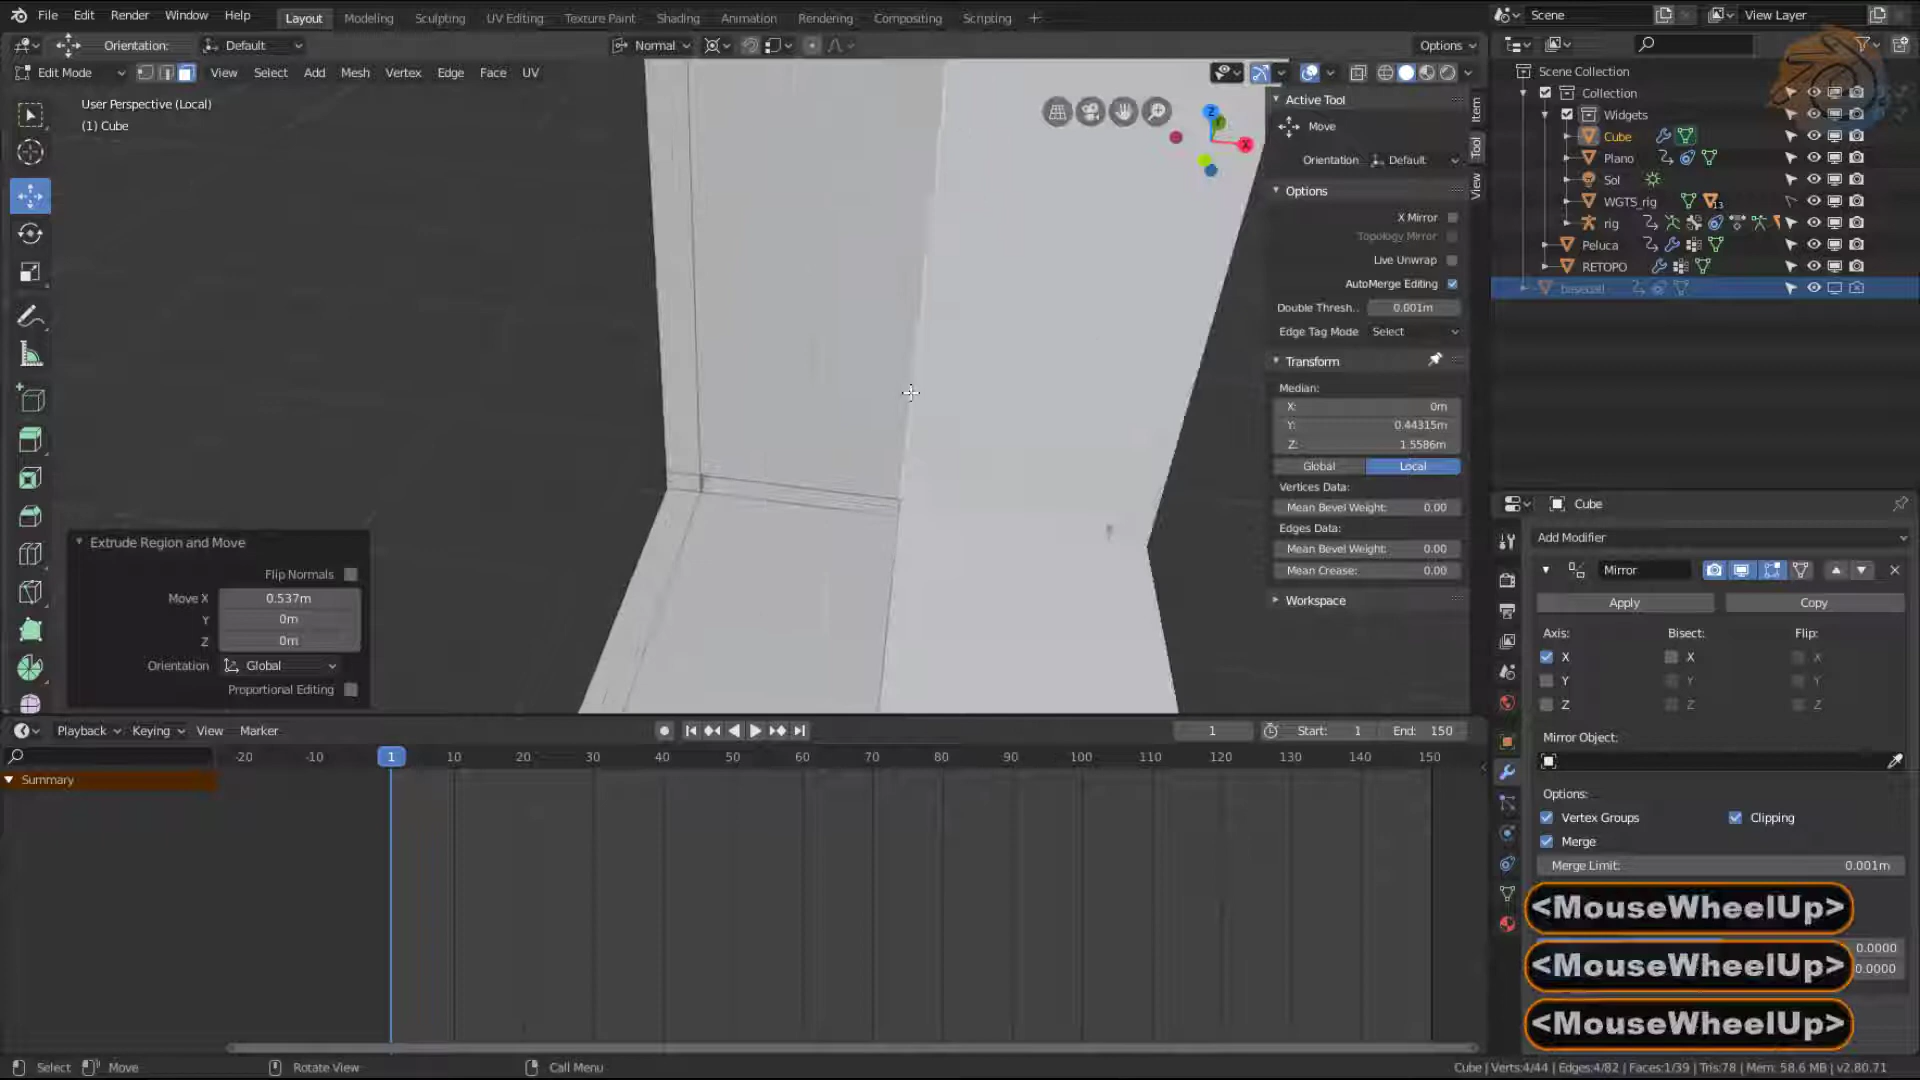 File Edit Render Window Help Layout Modeling Sculpting UV Editing Texture Paint Shading Animation Rendering Compositing Scripting + Scene View Layer
Orientation: Default Normal Options
Edit Mode View Select Add Mesh Vertex Edge Face UV
User Perspective (Local)
(1) Cube
Z
X
Active Tool
Move
Orientation Default
Options
X Mirror
Topology Mirror
Live Unwrap
AutoMerge Editing
Double Thresh.. 0.001m
Edge Tag Mode Select
Transform
Median:
X: 0m
Y: 0.44315m
Z: 1.5586m
Global Local
Vertices Data:
Mean Bevel Weight: 0.00
Edges Data:
Mean Bevel Weight: 0.00
Mean Crease: 0.00
Workspace
Item
Tool
View
Scene Collection
Collection
Widgets
Cube
Plano
Sol
WGTS_rig 13
rig
Peluca
RETOPO
Cube
Add Modifier
Mirror
Apply Copy
Axis: Bisect: Flip:
X X X
Y Y Y
Z Z Z
Mirror Object:
Options:
Vertex Groups Clipping
Merge
Merge Limit: 0.001m
<MouseWheelUp>
0.0000
<MouseWheelUp>
0.0000
<MouseWheelUp>
Extrude Region and Move
Flip Normals
Move X 0.537m
Y 0m
Z 0m
Orientation Global
Proportional Editing
Playback Keying View Marker 1 Start: 1 End: 150
-20 -10 1 10 20 30 40 50 60 70 80 90 100 110 120 130 140 150
Summary
Select Move Rotate View Call Menu Cube | Verts:4/44 | Edges:4/82 | Faces:1/39 | Tris:78 | Mem: 58.6 MB | v2.80.71